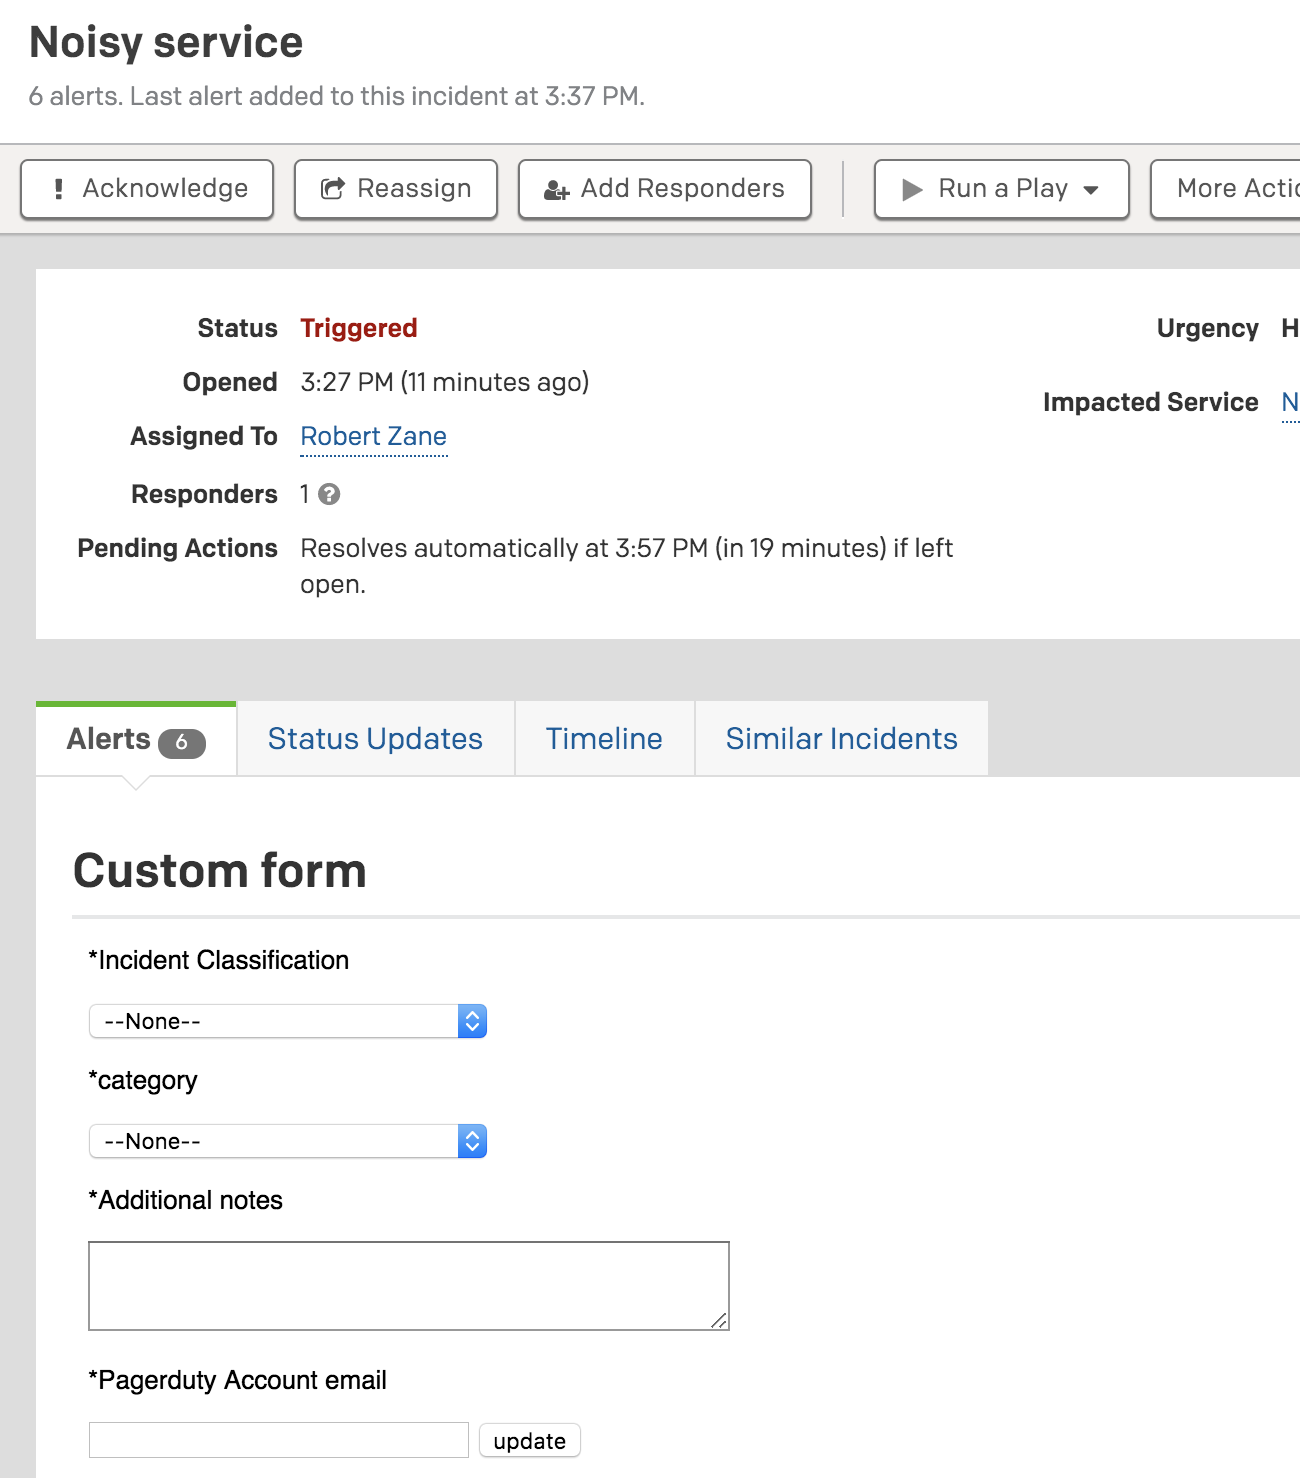 Noisy service
6 alerts. Last alert added to this incident at 3:37 PM.
! Acknowledge Reassign Add Responders Run a Play More
Status Triggered Urgency
Opened 3:27 PM (11 minutes ago)
Impacted Service
Assigned To Robert Zane
Responders 1 ?
Pending Actions Resolves automatically at 3:57 PM (in 19 minutes) if left
open.
Alerts 6 Status Updates Timeline Similar Incidents
Custom form
*Incident Classification
--None--
*category
--None--
*Additional notes
*Pagerduty Account email
update